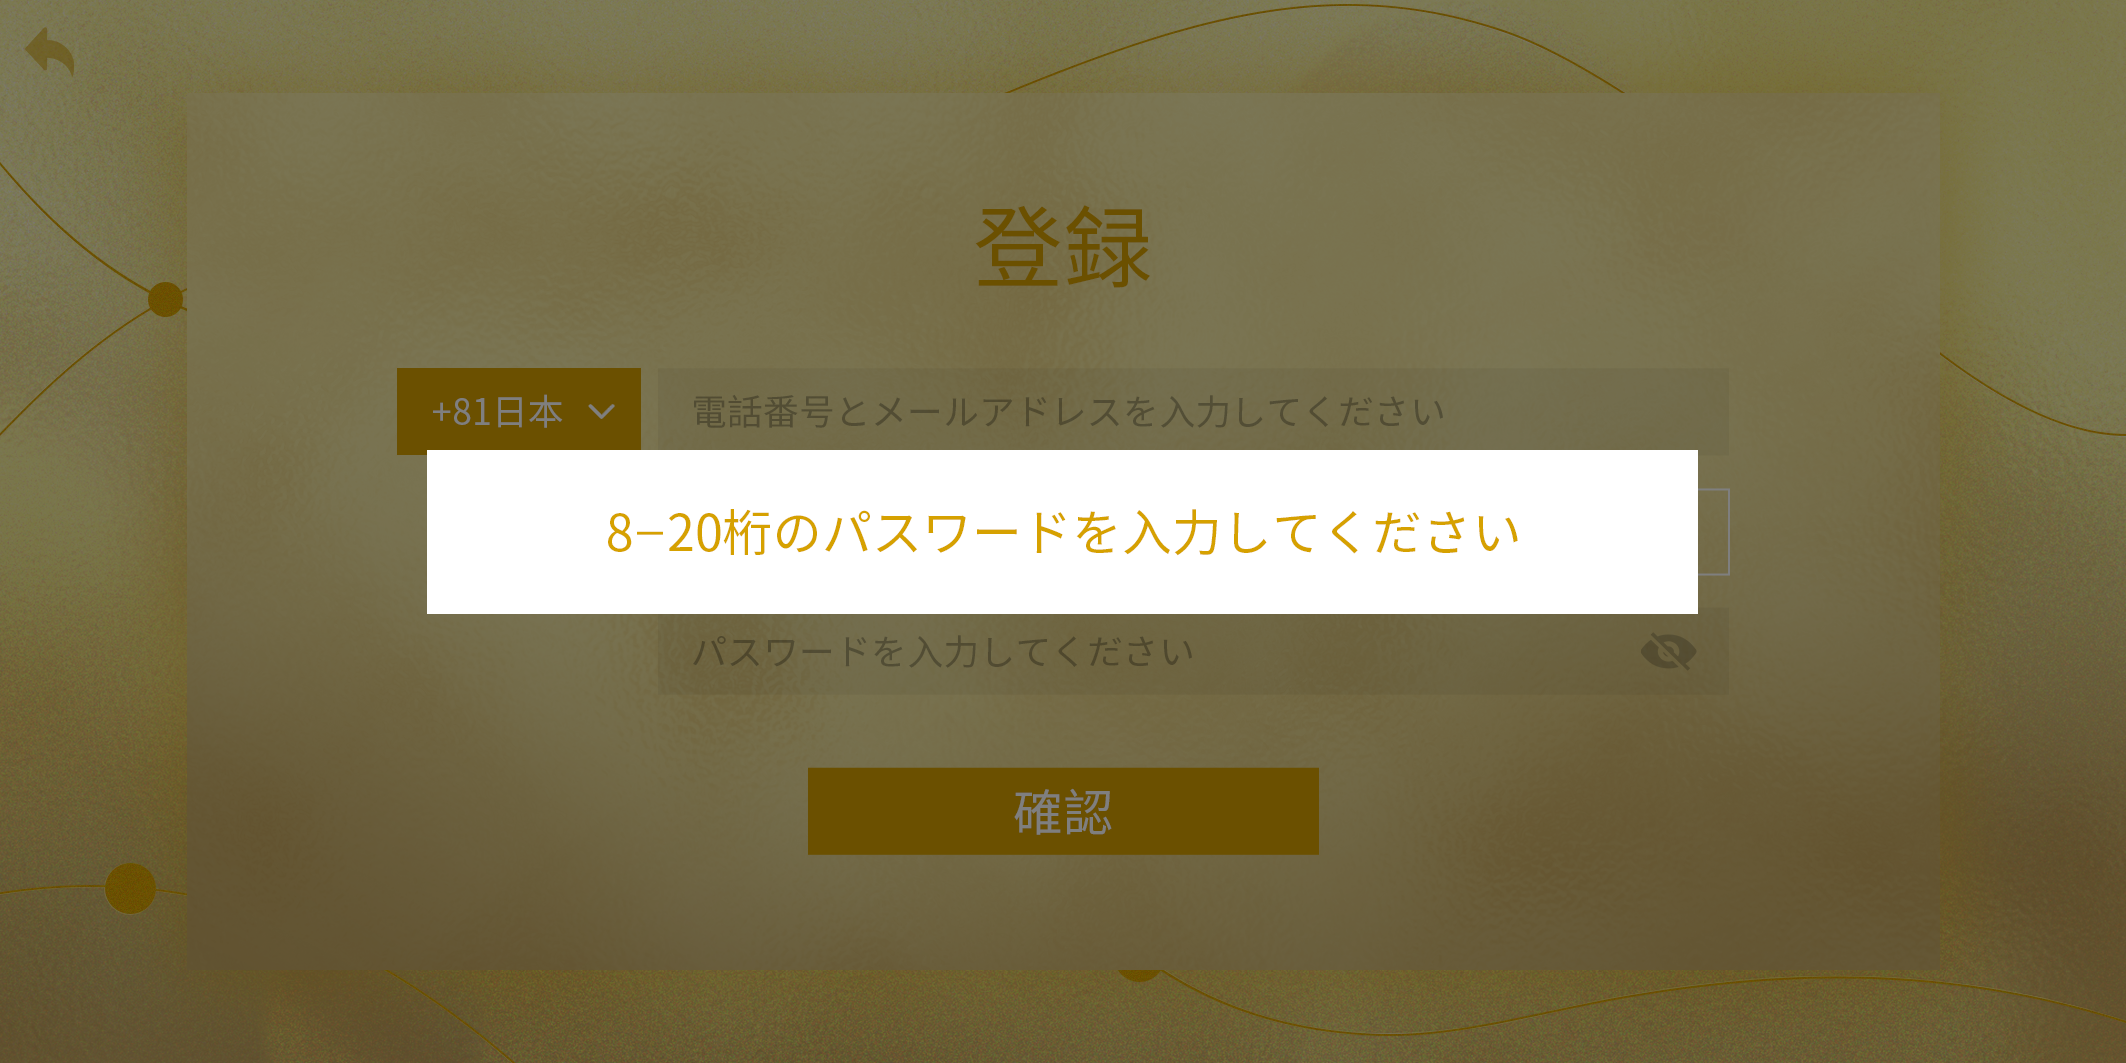 登録
+81日本
電話番号とメールアドレスを入力してください
8−20桁のパスワードを入力してください
パスワードを入力してください
確認